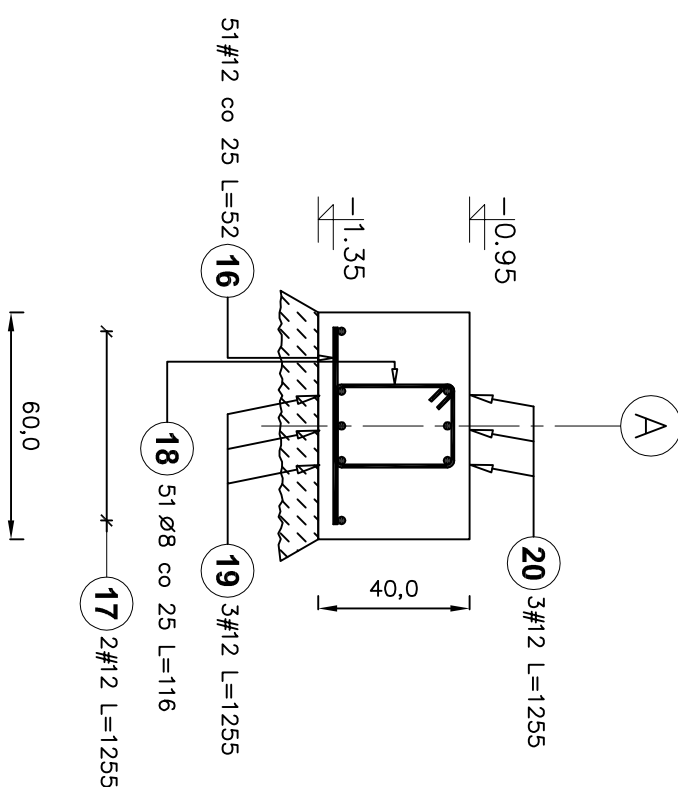 A
20 3#12 L=1255
-0.95
-1.35
40,0
16 51#12 co 25 L=52
19 3#12 L=1255
18 51 Ø8 co 25 L=116
17 2#12 L=1255
60,0